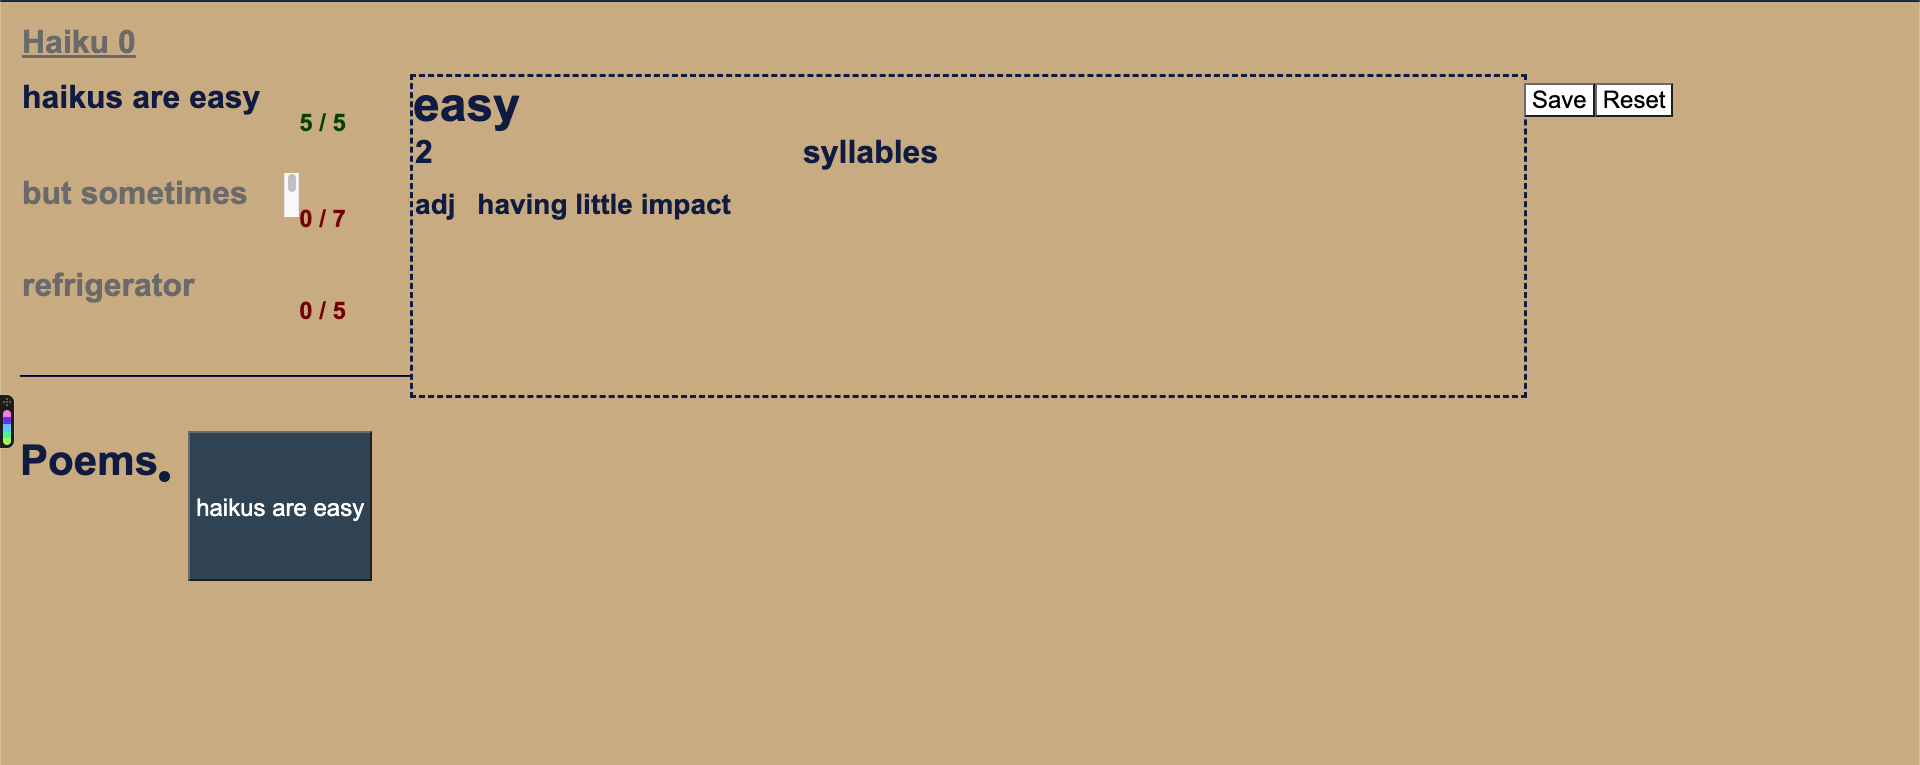 Haiku 0
haikus are easy
5 / 5
but sometimes
0 / 7
refrigerator
0 / 5
easy
2 syllables
adj having little impact
Save Reset
Poems.
haikus are easy